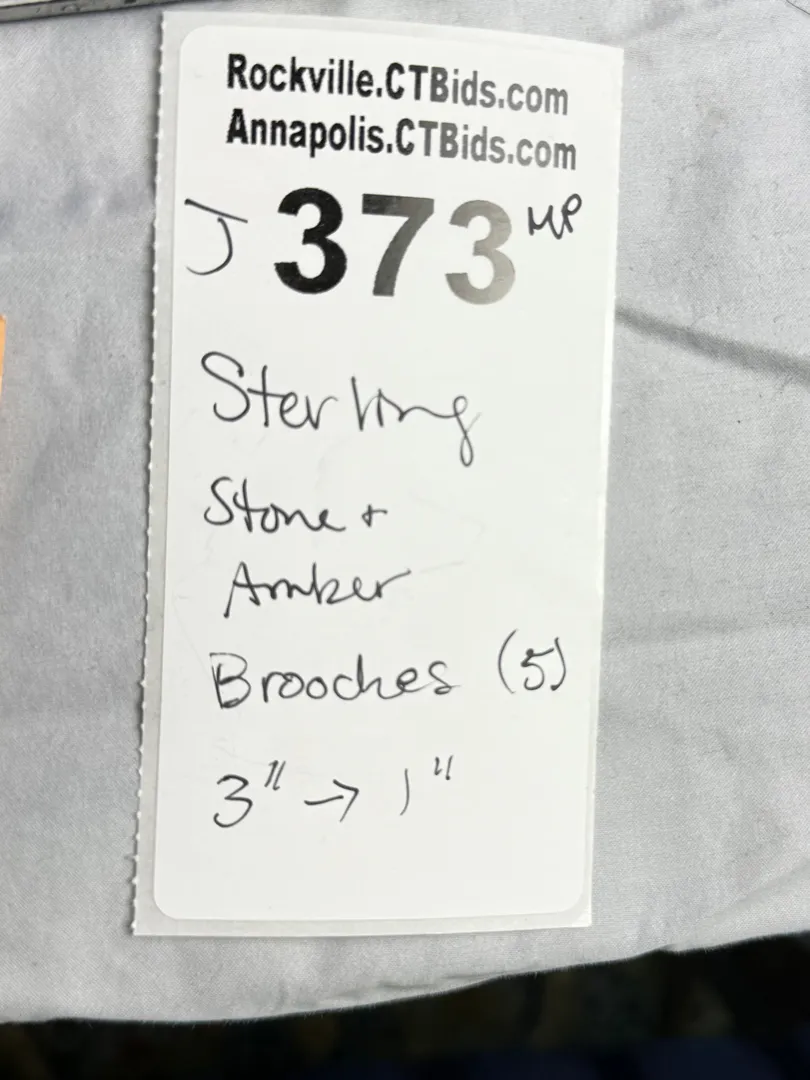 Rockville.CTBids.com
Annapolis.CTBids.com
J 373 MP
Sterling
Stone +
Amber
Brooches (5)
3" → 1"